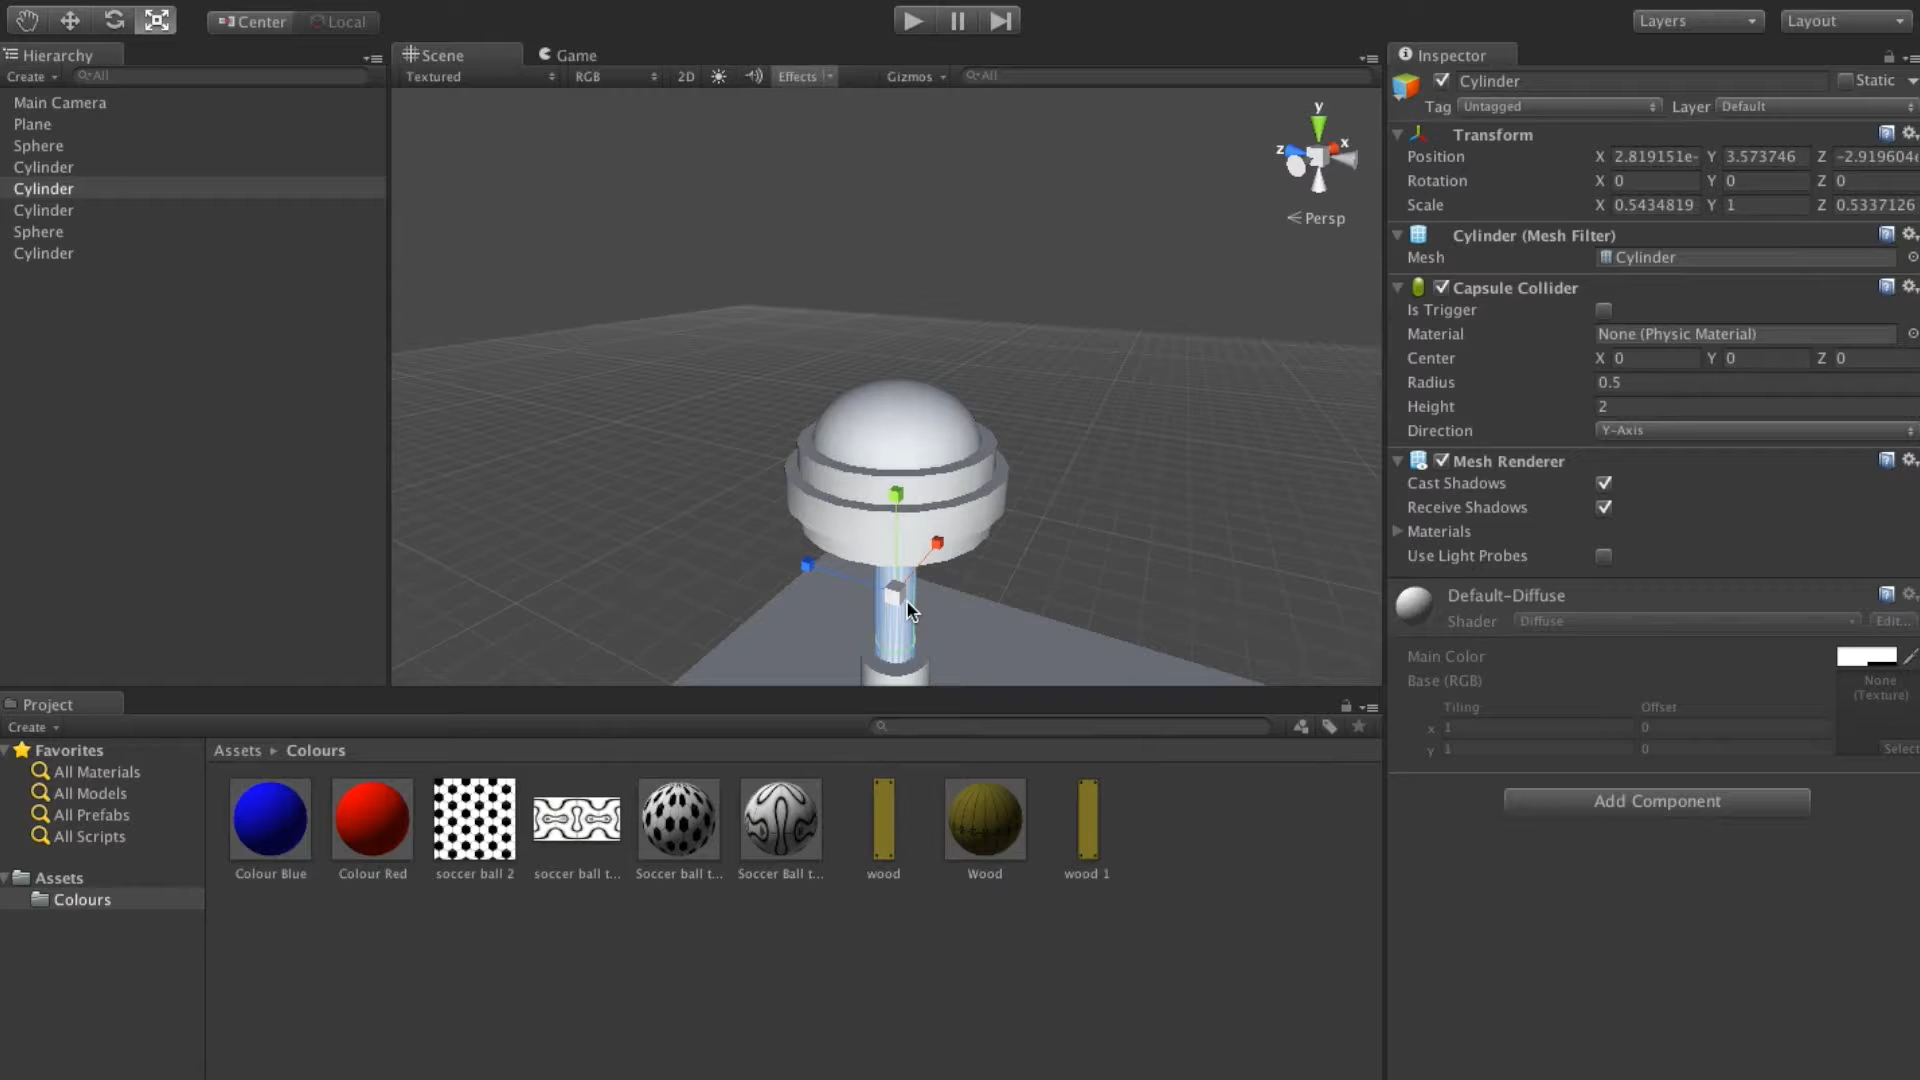 Center Local
Layers Layout
Hierarchy
Create All
Main Camera
Plane
Sphere
Cylinder
Cylinder
Cylinder
Sphere
Cylinder
Scene Game
Textured RGB 2D Effects Gizmos All
y
z x
Persp
Inspector
Cylinder Static
Tag Untagged Layer Default
Transform
Position X 2.819151e- Y 3.573746 Z -2.919604e
Rotation X 0 Y 0 Z 0
Scale X 0.5434819 Y 1 Z 0.5337126
Cylinder (Mesh Filter)
Mesh Cylinder
Capsule Collider
Is Trigger
Material None (Physic Material)
Center X 0 Y 0 Z 0
Radius 0.5
Height 2
Direction Y-Axis
Mesh Renderer
Cast Shadows
Receive Shadows
Materials
Use Light Probes
Default-Diffuse
Shader Diffuse Edit...
Main Color
Base (RGB) None
(Texture)
Tiling Offset
x 1 0
y 1 0 Select
Add Component
Project
Create
Favorites
All Materials
All Models
All Prefabs
All Scripts
Assets
Colours
Assets Colours
Colour Blue Colour Red soccer ball 2 soccer ball t... Soccer ball t... Soccer Ball t... wood Wood wood 1